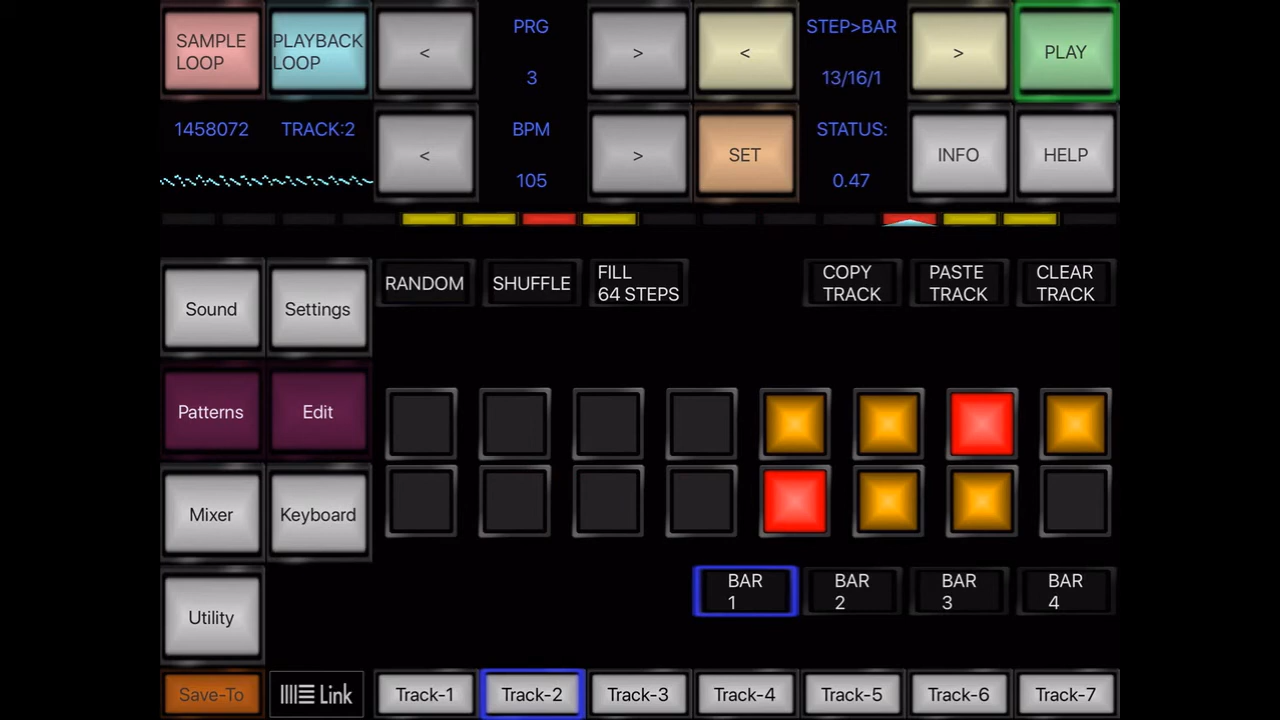 SAMPLE
LOOP
PLAYBACK
LOOP
<
PRG
3
>
<
STEP>BAR
13/16/1
>
PLAY
1458072
TRACK:2
<
BPM
105
>
SET
STATUS:
0.47
INFO
HELP
Sound
Settings
RANDOM
SHUFFLE
FILL
64 STEPS
COPY
TRACK
PASTE
TRACK
CLEAR
TRACK
Patterns
Edit
Mixer
Keyboard
BAR
1
BAR
2
BAR
3
BAR
4
Utility
Save-To
Link
Track-1
Track-2
Track-3
Track-4
Track-5
Track-6
Track-7